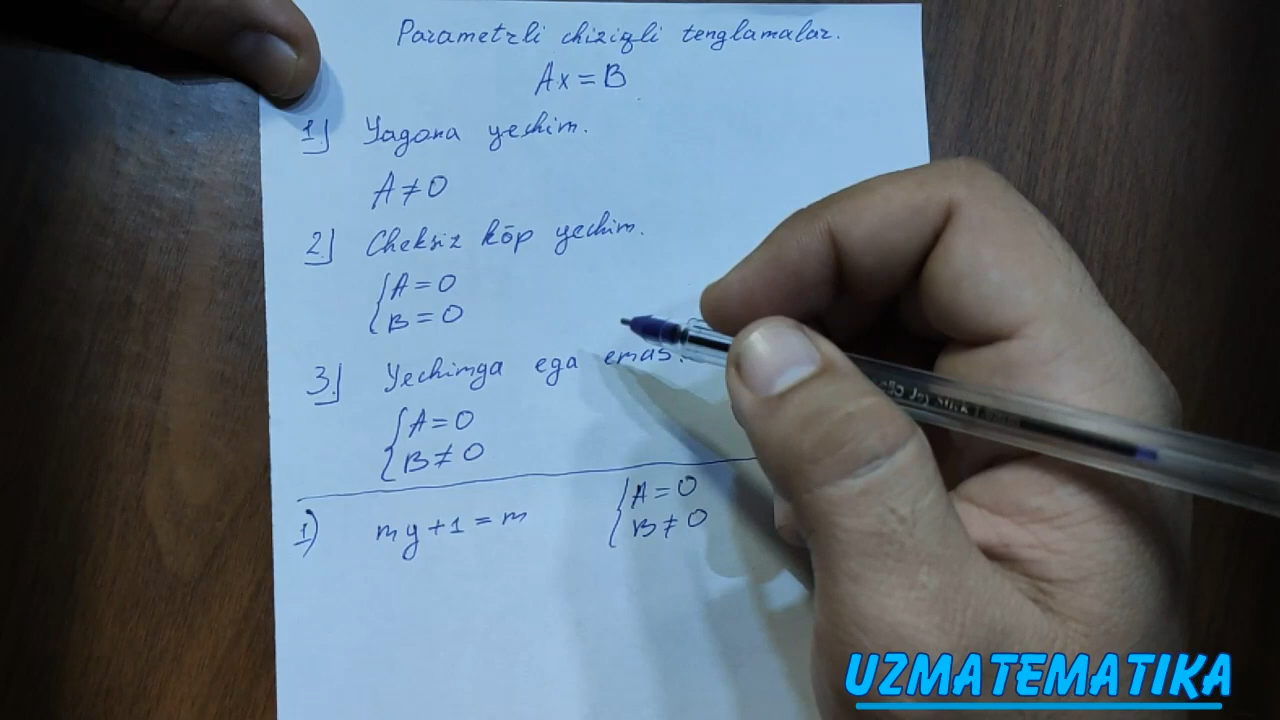 Parametrli chiziqli tenglamalar.
Ax = B
1) Yagona yechim.
A ≠ 0
2) Cheksiz kōp yechim.
{ A = 0
B = 0
3) Yechimga ega emas.
{ A = 0
B ≠ 0
1) my + 1 = m
{ A = 0
B ≠ 0
UZMATEMATIKA